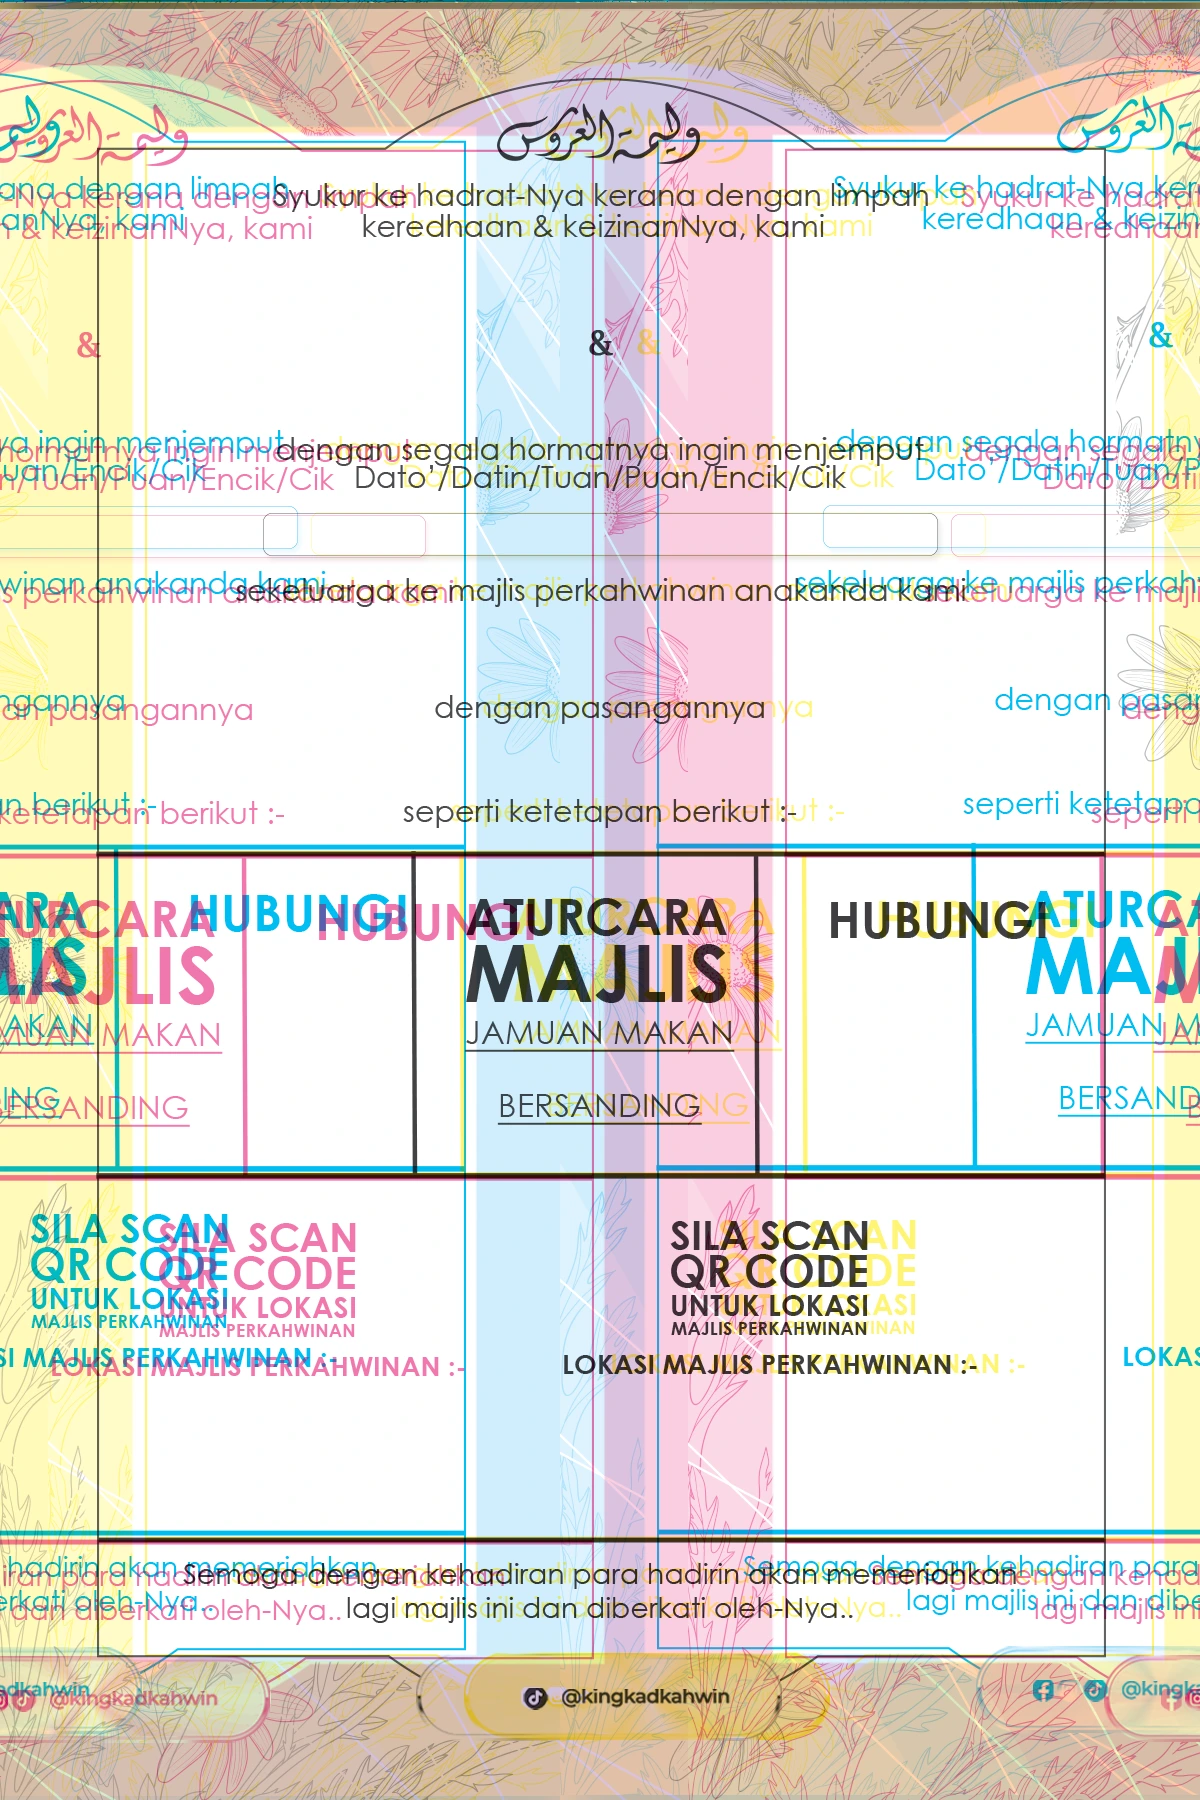 وليمة العروس
Syukur ke hadrat-Nya kerana dengan limpah
keredhaan & keizinanNya, kami
&
dengan segala hormatnya ingin menjemput
Dato'/Datin/Tuan/Puan/Encik/Cik
sekeluarga ke majlis perkahwinan anakanda kami
dengan pasangannya
seperti ketetapan berikut :-
ATURCARA
MAJLIS
JAMUAN MAKAN
BERSANDING
HUBUNGI
SILA SCAN
QR CODE
UNTUK LOKASI
MAJLIS PERKAHWINAN
LOKASI MAJLIS PERKAHWINAN :-
Semoga dengan kehadiran para hadirin akan memeriahkan
lagi majlis ini dan diberkati oleh-Nya..
@kingkadkahwin